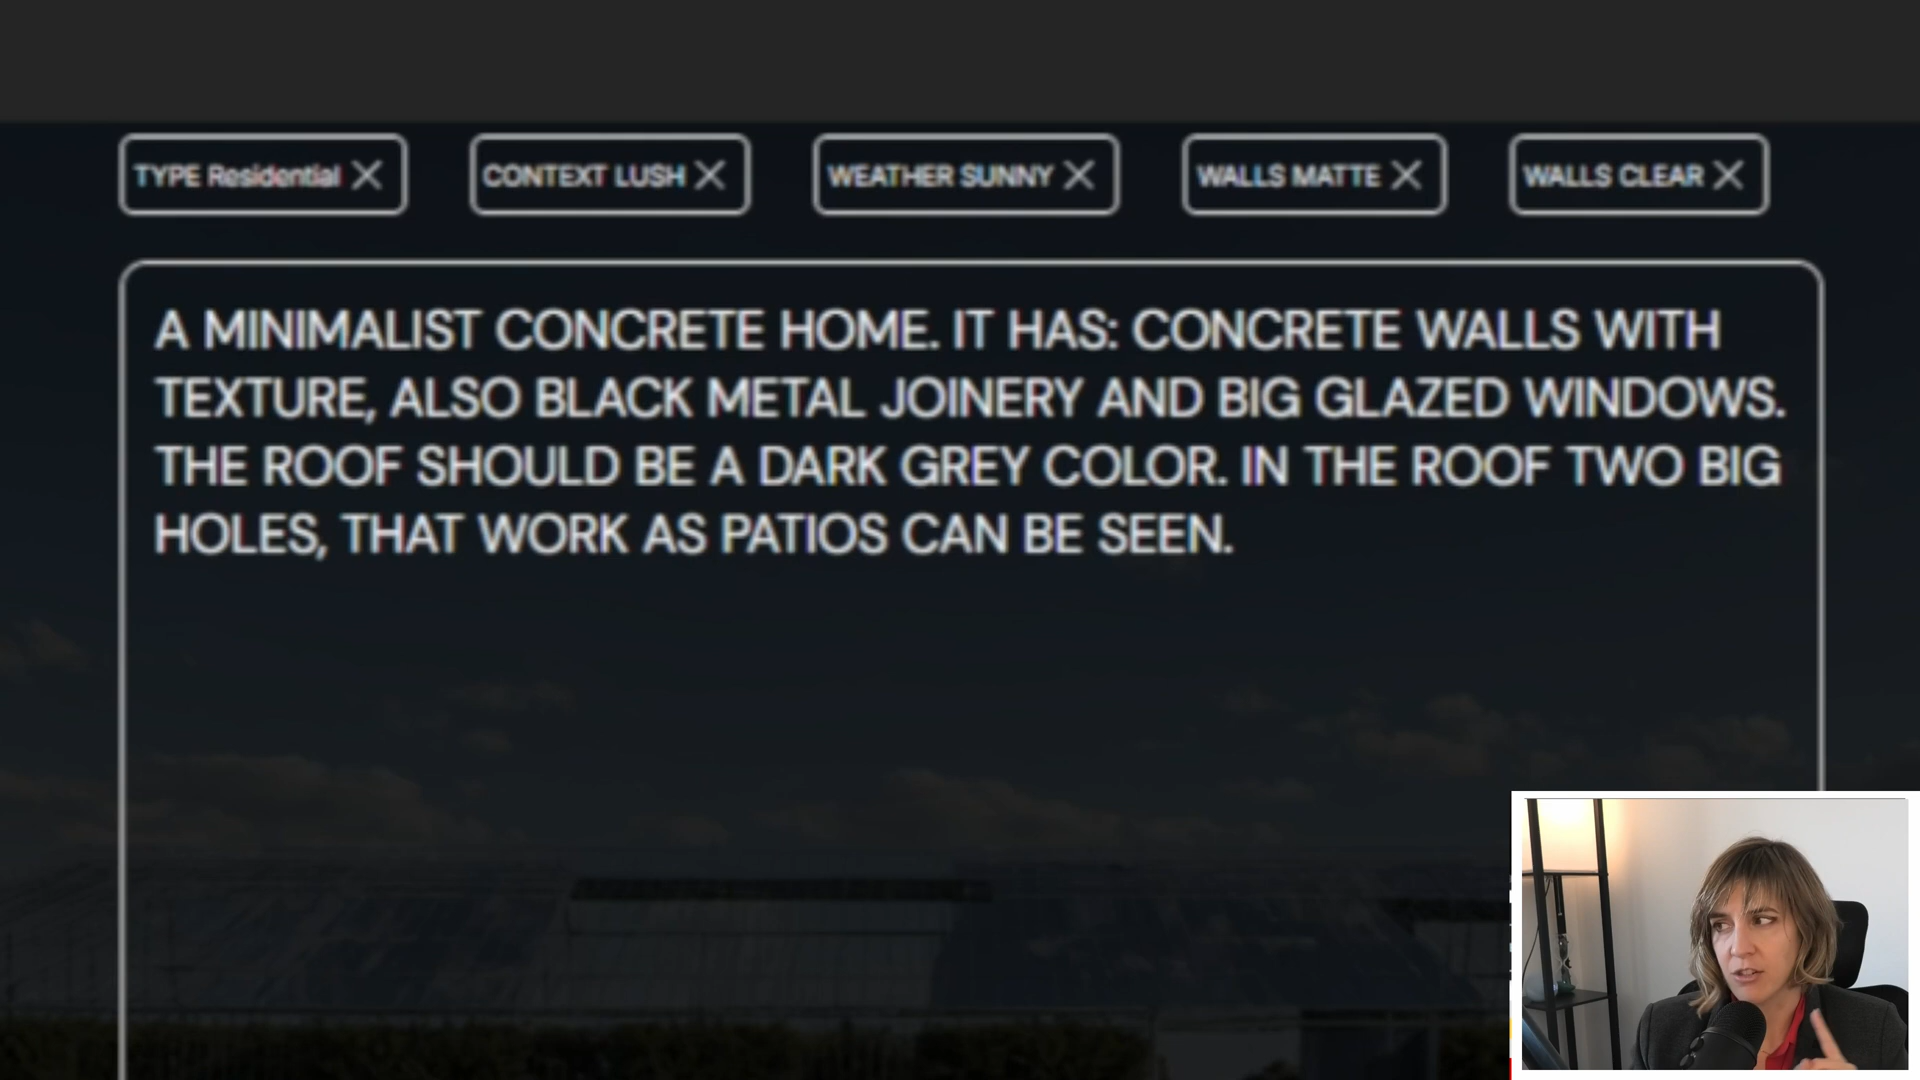 TYPE Residential
CONTEXT LUSH
WEATHER SUNNY
WALLS MATTE
WALLS CLEAR
A MINIMALIST CONCRETE HOME. IT HAS: CONCRETE WALLS WITH
TEXTURE, ALSO BLACK METAL JOINERY AND BIG GLAZED WINDOWS.
THE ROOF SHOULD BE A DARK GREY COLOR. IN THE ROOF TWO BIG
HOLES, THAT WORK AS PATIOS CAN BE SEEN.